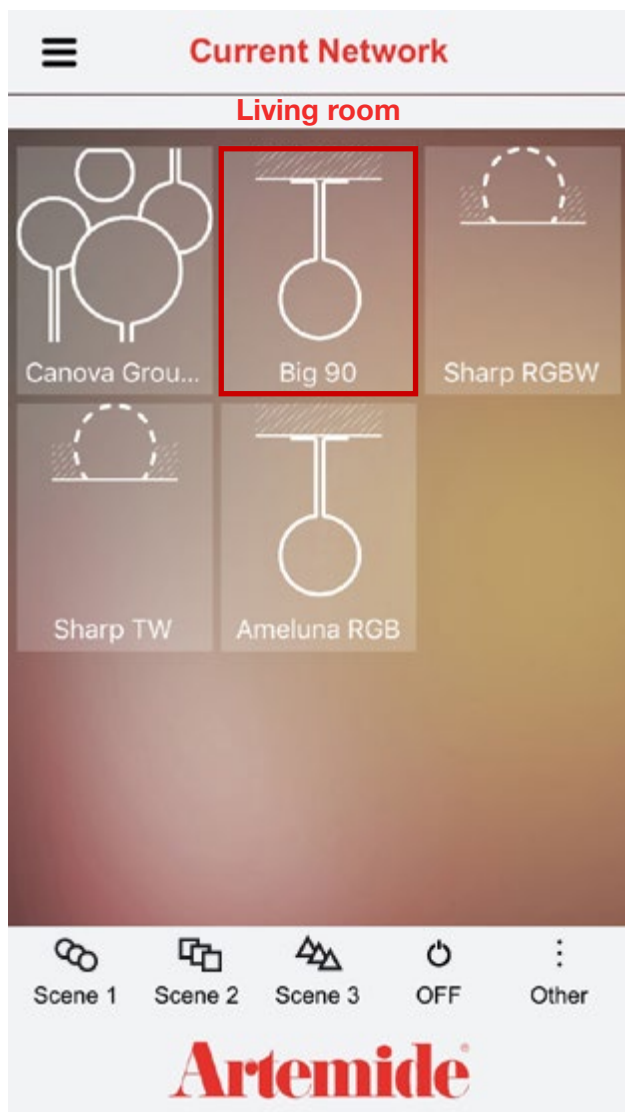 Current Network
Living room
Canova Grou...
Big 90
Sharp RGBW
Sharp TW
Ameluna RGB
Scene 1
Scene 2
Scene 3
OFF
Other
Artemide